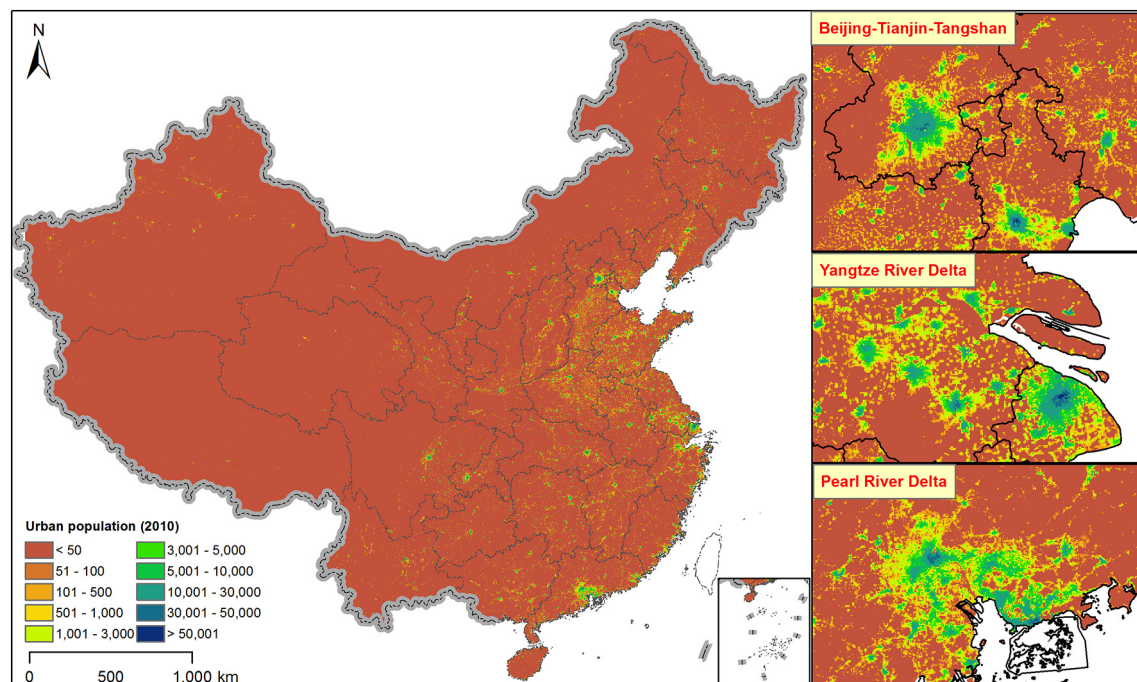 N
Urban population (2010)
< 50
51 - 100
101 - 500
501 - 1,000
1,001 - 3,000
3,001 - 5,000
5,001 - 10,000
10,001 - 30,000
30,001 - 50,000
> 50,001
0 500 1,000 km
Beijing-Tianjin-Tangshan
Yangtze River Delta
Pearl River Delta